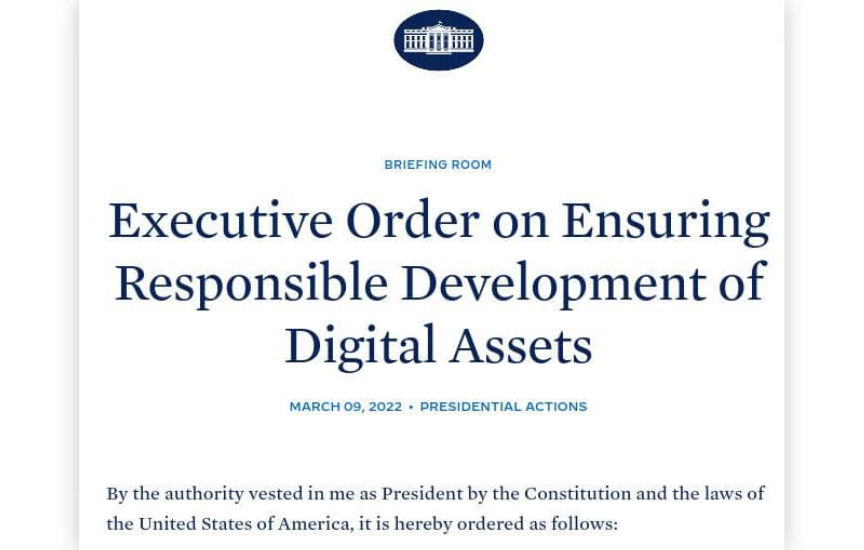 BRIEFING ROOM
Executive Order on Ensuring
Responsible Development of
Digital Assets
MARCH 09, 2022 • PRESIDENTIAL ACTIONS
By the authority vested in me as President by the Constitution and the laws of
the United States of America, it is hereby ordered as follows: